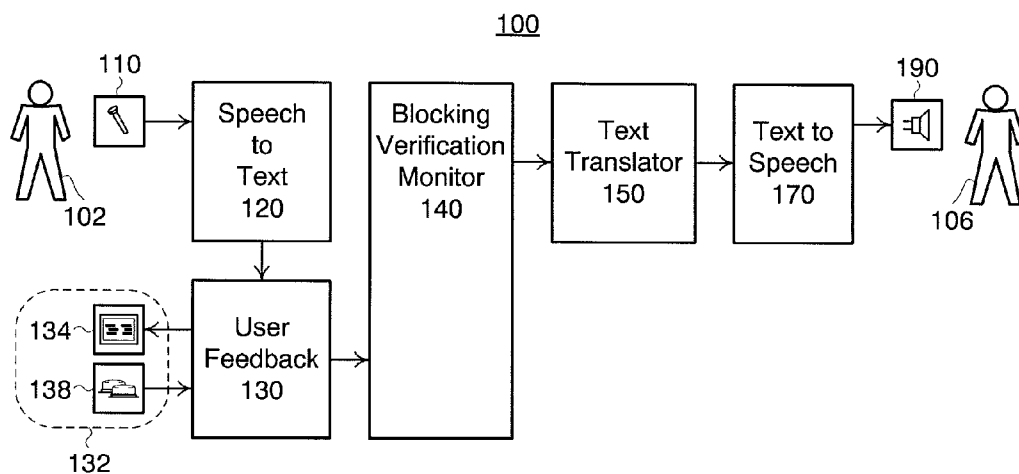 100
110
190
Speech
to
Text
120
Blocking
Verification
Monitor
140
Text
Translator
150
Text to
Speech
170
102
106
134
138
132
User
Feedback
130